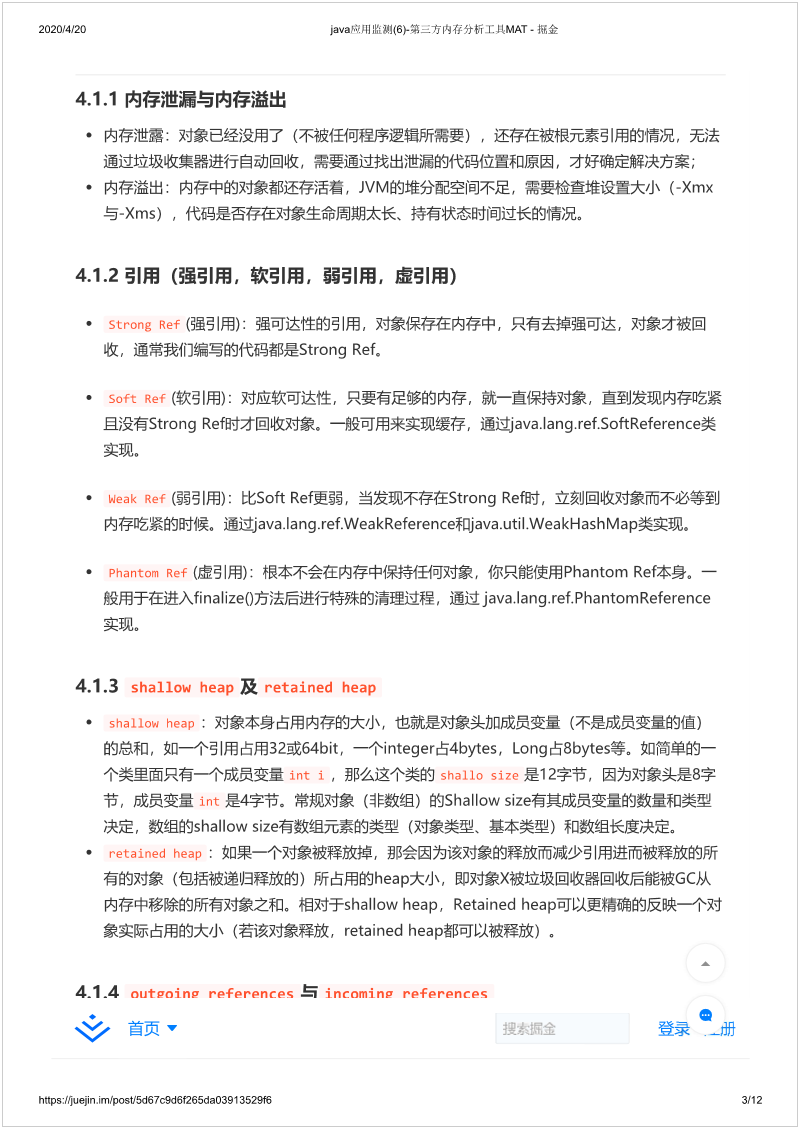 2020/4/20 java应用监测(6)-第三方内存分析工具MAT - 掘金
4.1.1 内存泄漏与内存溢出
内存泄露：对象已经没用了（不被任何程序逻辑所需要），还存在被根元素引用的情况，无法
通过垃圾收集器进行自动回收，需要通过找出泄漏的代码位置和原因，才好确定解决方案；
内存溢出：内存中的对象都还存活着，JVM的堆分配空间不足，需要检查堆设置大小（-Xmx
与-Xms），代码是否存在对象生命周期太长、持有状态时间过长的情况。
4.1.2 引用（强引用，软引用，弱引用，虚引用）
Strong Ref (强引用)：强可达性的引用，对象保存在内存中，只有去掉强可达，对象才被回
收，通常我们编写的代码都是Strong Ref。
Soft Ref (软引用)：对应软可达性，只要有足够的内存，就一直保持对象，直到发现内存吃紧
且没有Strong Ref时才回收对象。一般可用来实现缓存，通过java.lang.ref.SoftReference类
实现。
Weak Ref (弱引用)：比Soft Ref更弱，当发现不存在Strong Ref时，立刻回收对象而不必等到
内存吃紧的时候。通过java.lang.ref.WeakReference和java.util.WeakHashMap类实现。
Phantom Ref (虚引用)：根本不会在内存中保持任何对象，你只能使用Phantom Ref本身。一
般用于在进入finalize()方法后进行特殊的清理过程，通过 java.lang.ref.PhantomReference
实现。
4.1.3 shallow heap 及 retained heap
shallow heap ：对象本身占用内存的大小，也就是对象头加成员变量（不是成员变量的值）
的总和，如一个引用占用32或64bit，一个integer占4bytes，Long占8bytes等。如简单的一
个类里面只有一个成员变量 int i ，那么这个类的 shallo size 是12字节，因为对象头是8字
节，成员变量 int 是4字节。常规对象（非数组）的Shallow size有其成员变量的数量和类型
决定，数组的shallow size有数组元素的类型（对象类型、基本类型）和数组长度决定。
retained heap ：如果一个对象被释放掉，那会因为该对象的释放而减少引用进而被释放的所
有的对象（包括被递归释放的）所占用的heap大小，即对象X被垃圾回收器回收后能被GC从
内存中移除的所有对象之和。相对于shallow heap，Retained heap可以更精确的反映一个对
象实际占用的大小（若该对象释放，retained heap都可以被释放）。
4.1.4 outgoing references 与 incoming references
首页 搜索掘金 登录 册
https://juejin.im/post/5d67c9d6f265da03913529f6 3/12